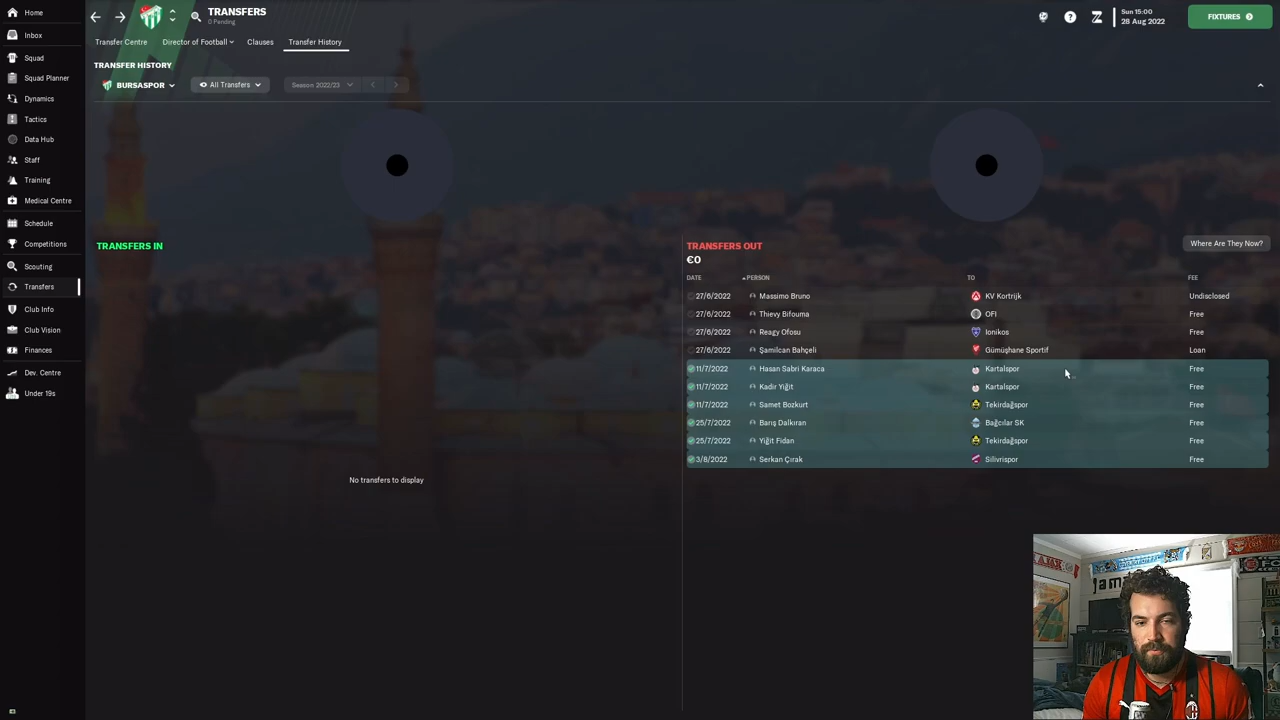 Home
Inbox
Squad
Squad Planner
Dynamics
Tactics
Data Hub
Staff
Training
Medical Centre
Schedule
Competitions
Scouting
Transfers
Club Info
Club Vision
Finances
Dev. Centre
Under 19s
TRANSFERS
0 Pending
Sun 15:00
28 Aug 2022
FIXTURES
Transfer Centre Director of Football Clauses Transfer History
TRANSFER HISTORY
BURSASPOR All Transfers Season 2022/23
TRANSFERS IN
No transfers to display
TRANSFERS OUT
€0
Where Are They Now?
DATE PERSON TO FEE
27/6/2022 Massimo Bruno KV Kortrijk Undisclosed
27/6/2022 Thievy Bifouma OFI Free
27/6/2022 Reagy Ofosu Ionikos Free
27/6/2022 Şamilcan Bahçeli Gümüşhane Sportif Loan
11/7/2022 Hasan Sabri Karaca Kartalspor Free
11/7/2022 Kadir Yiğit Kartalspor Free
11/7/2022 Samet Bozkurt Tekirdağspor Free
25/7/2022 Barış Dalkıran Bağcılar SK Free
25/7/2022 Yiğit Fidan Tekirdağspor Free
3/8/2022 Serkan Çırak Silivrispor Free
AJAX